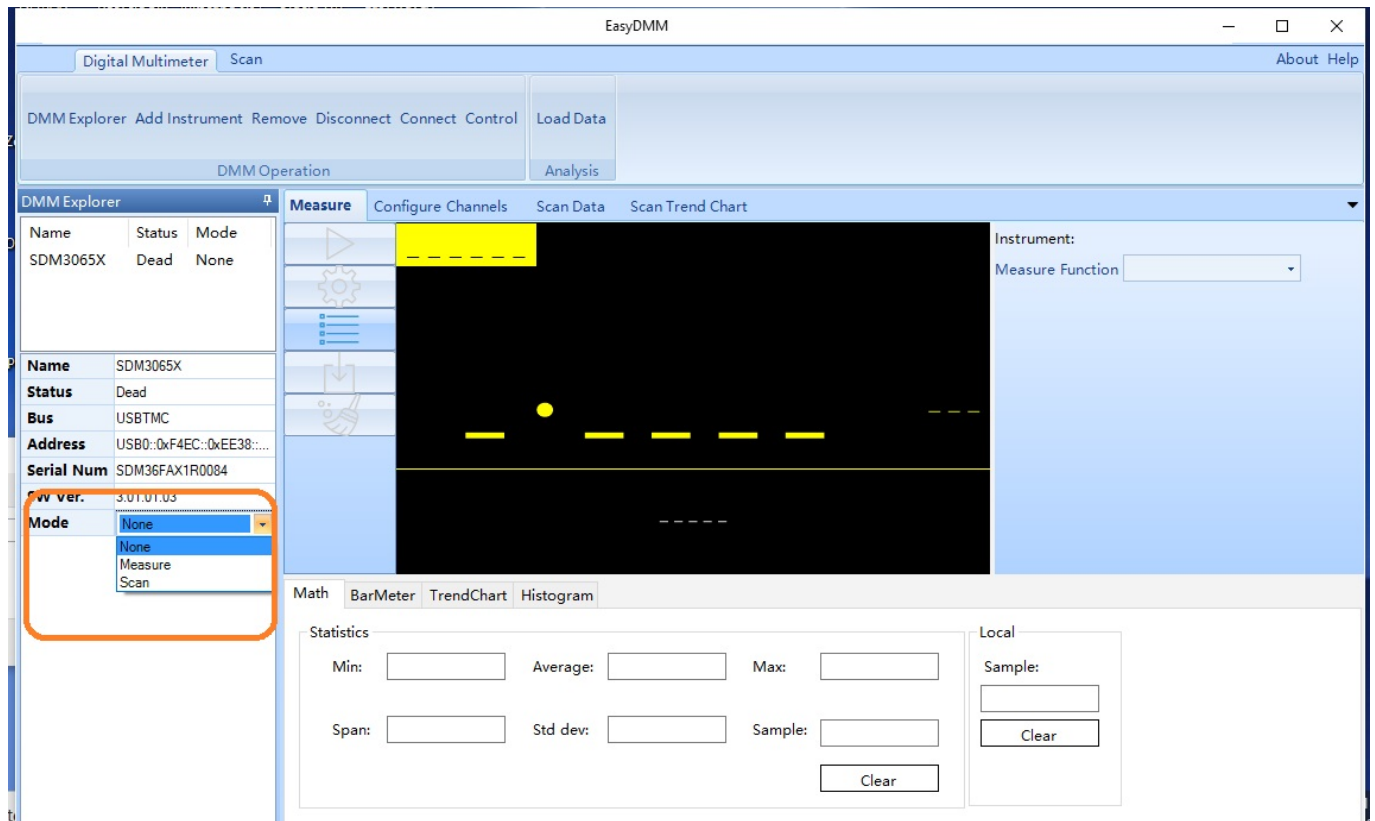 EasyDMM
Digital Multimeter Scan About Help
DMM Explorer Add Instrument Remove Disconnect Connect Control Load Data
DMM Operation Analysis
DMM Explorer
Measure Configure Channels Scan Data Scan Trend Chart
Name Status Mode
SDM3065X Dead None
Instrument:
Measure Function
Name SDM3065X
Status Dead
Bus USBTMC
Address USB0::0xF4EC::0xEE38::...
Serial Num SDM36FAX1R0084
SW Ver. 3.01.01.03
Mode None
None
Measure
Scan
Math BarMeter TrendChart Histogram
Statistics
Min: Average: Max:
Span: Std dev: Sample:
Clear
Local
Sample:
Clear